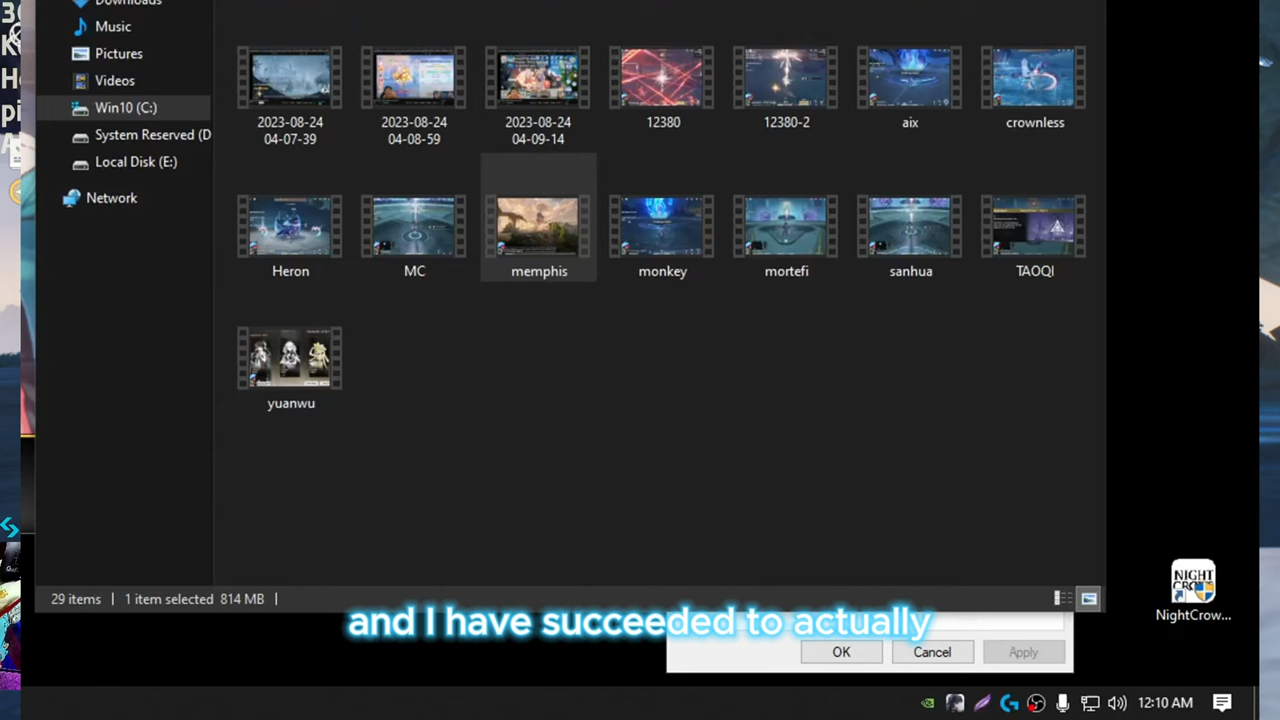 Downloads
Music
Pictures
Videos
Win10 (C:)
System Reserved (D
Local Disk (E:)
Network
2023-08-24
04-07-39
2023-08-24
04-08-59
2023-08-24
04-09-14
12380
12380-2
aix
crownless
Heron
MC
memphis
monkey
mortefi
sanhua
TAOQI
yuanwu
29 items
1 item selected 814 MB
and I have succeeded to actually
OK
Cancel
Apply
NIGHT
CROW
NightCrow...
12:10 AM